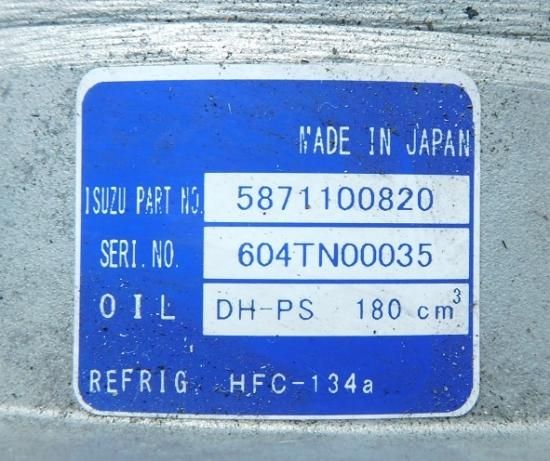 MADE IN JAPAN
ISUZU PART NO. 5871100820
SERI.NO. 604TN00035
OIL DH-PS 180 cm³
REFRIG HFC-134a